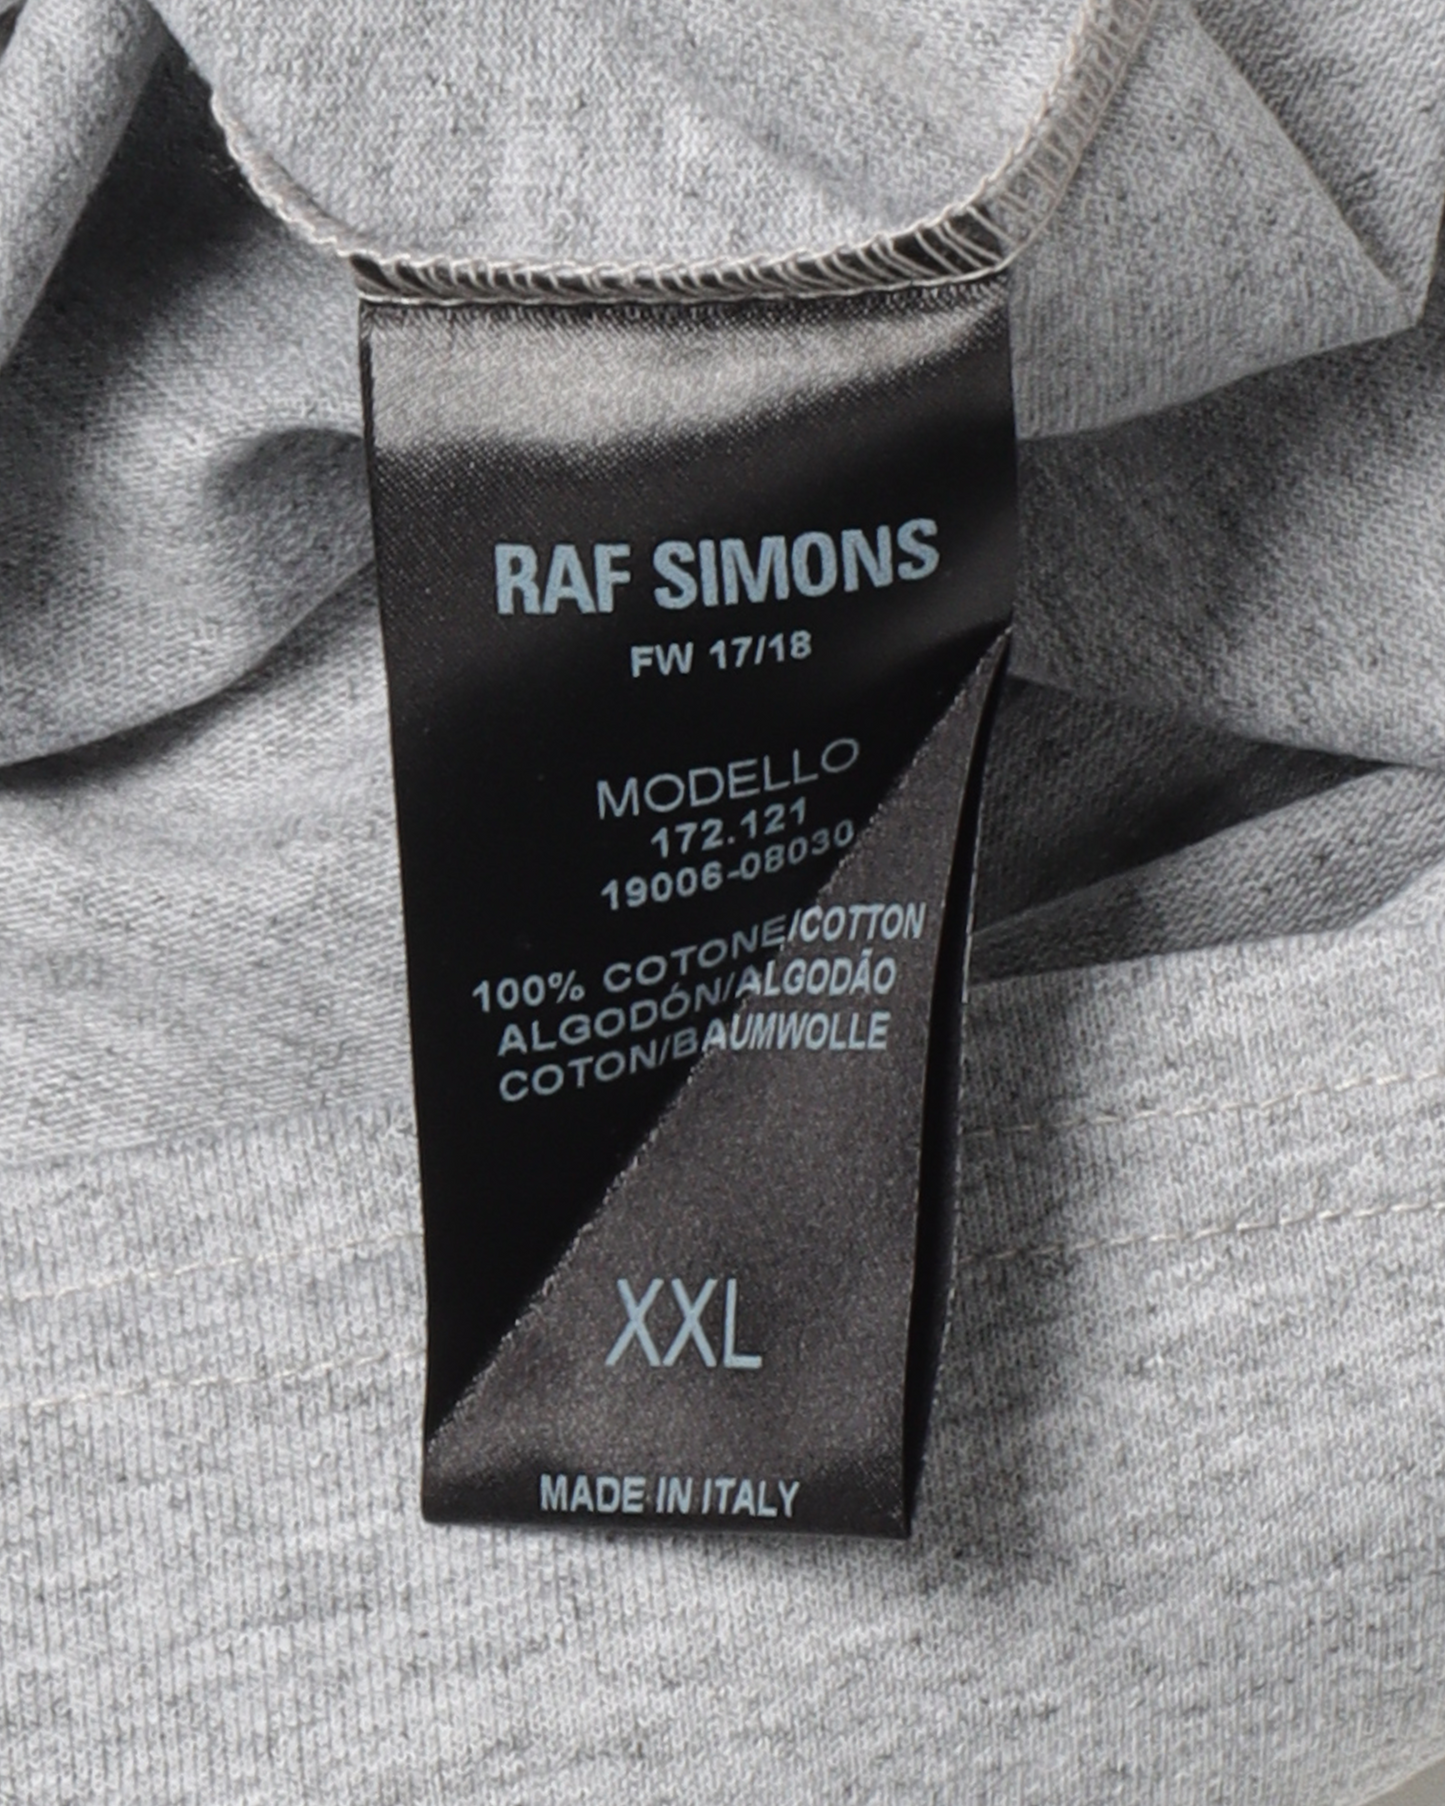 RAF SIMONS
FW 17/18
MODELLO
172.121
19006-08030
100% COTONE/COTTON
ALGODÓN/ALGODÃO
COTON/BAUMWOLLE
XXL
MADE IN ITALY